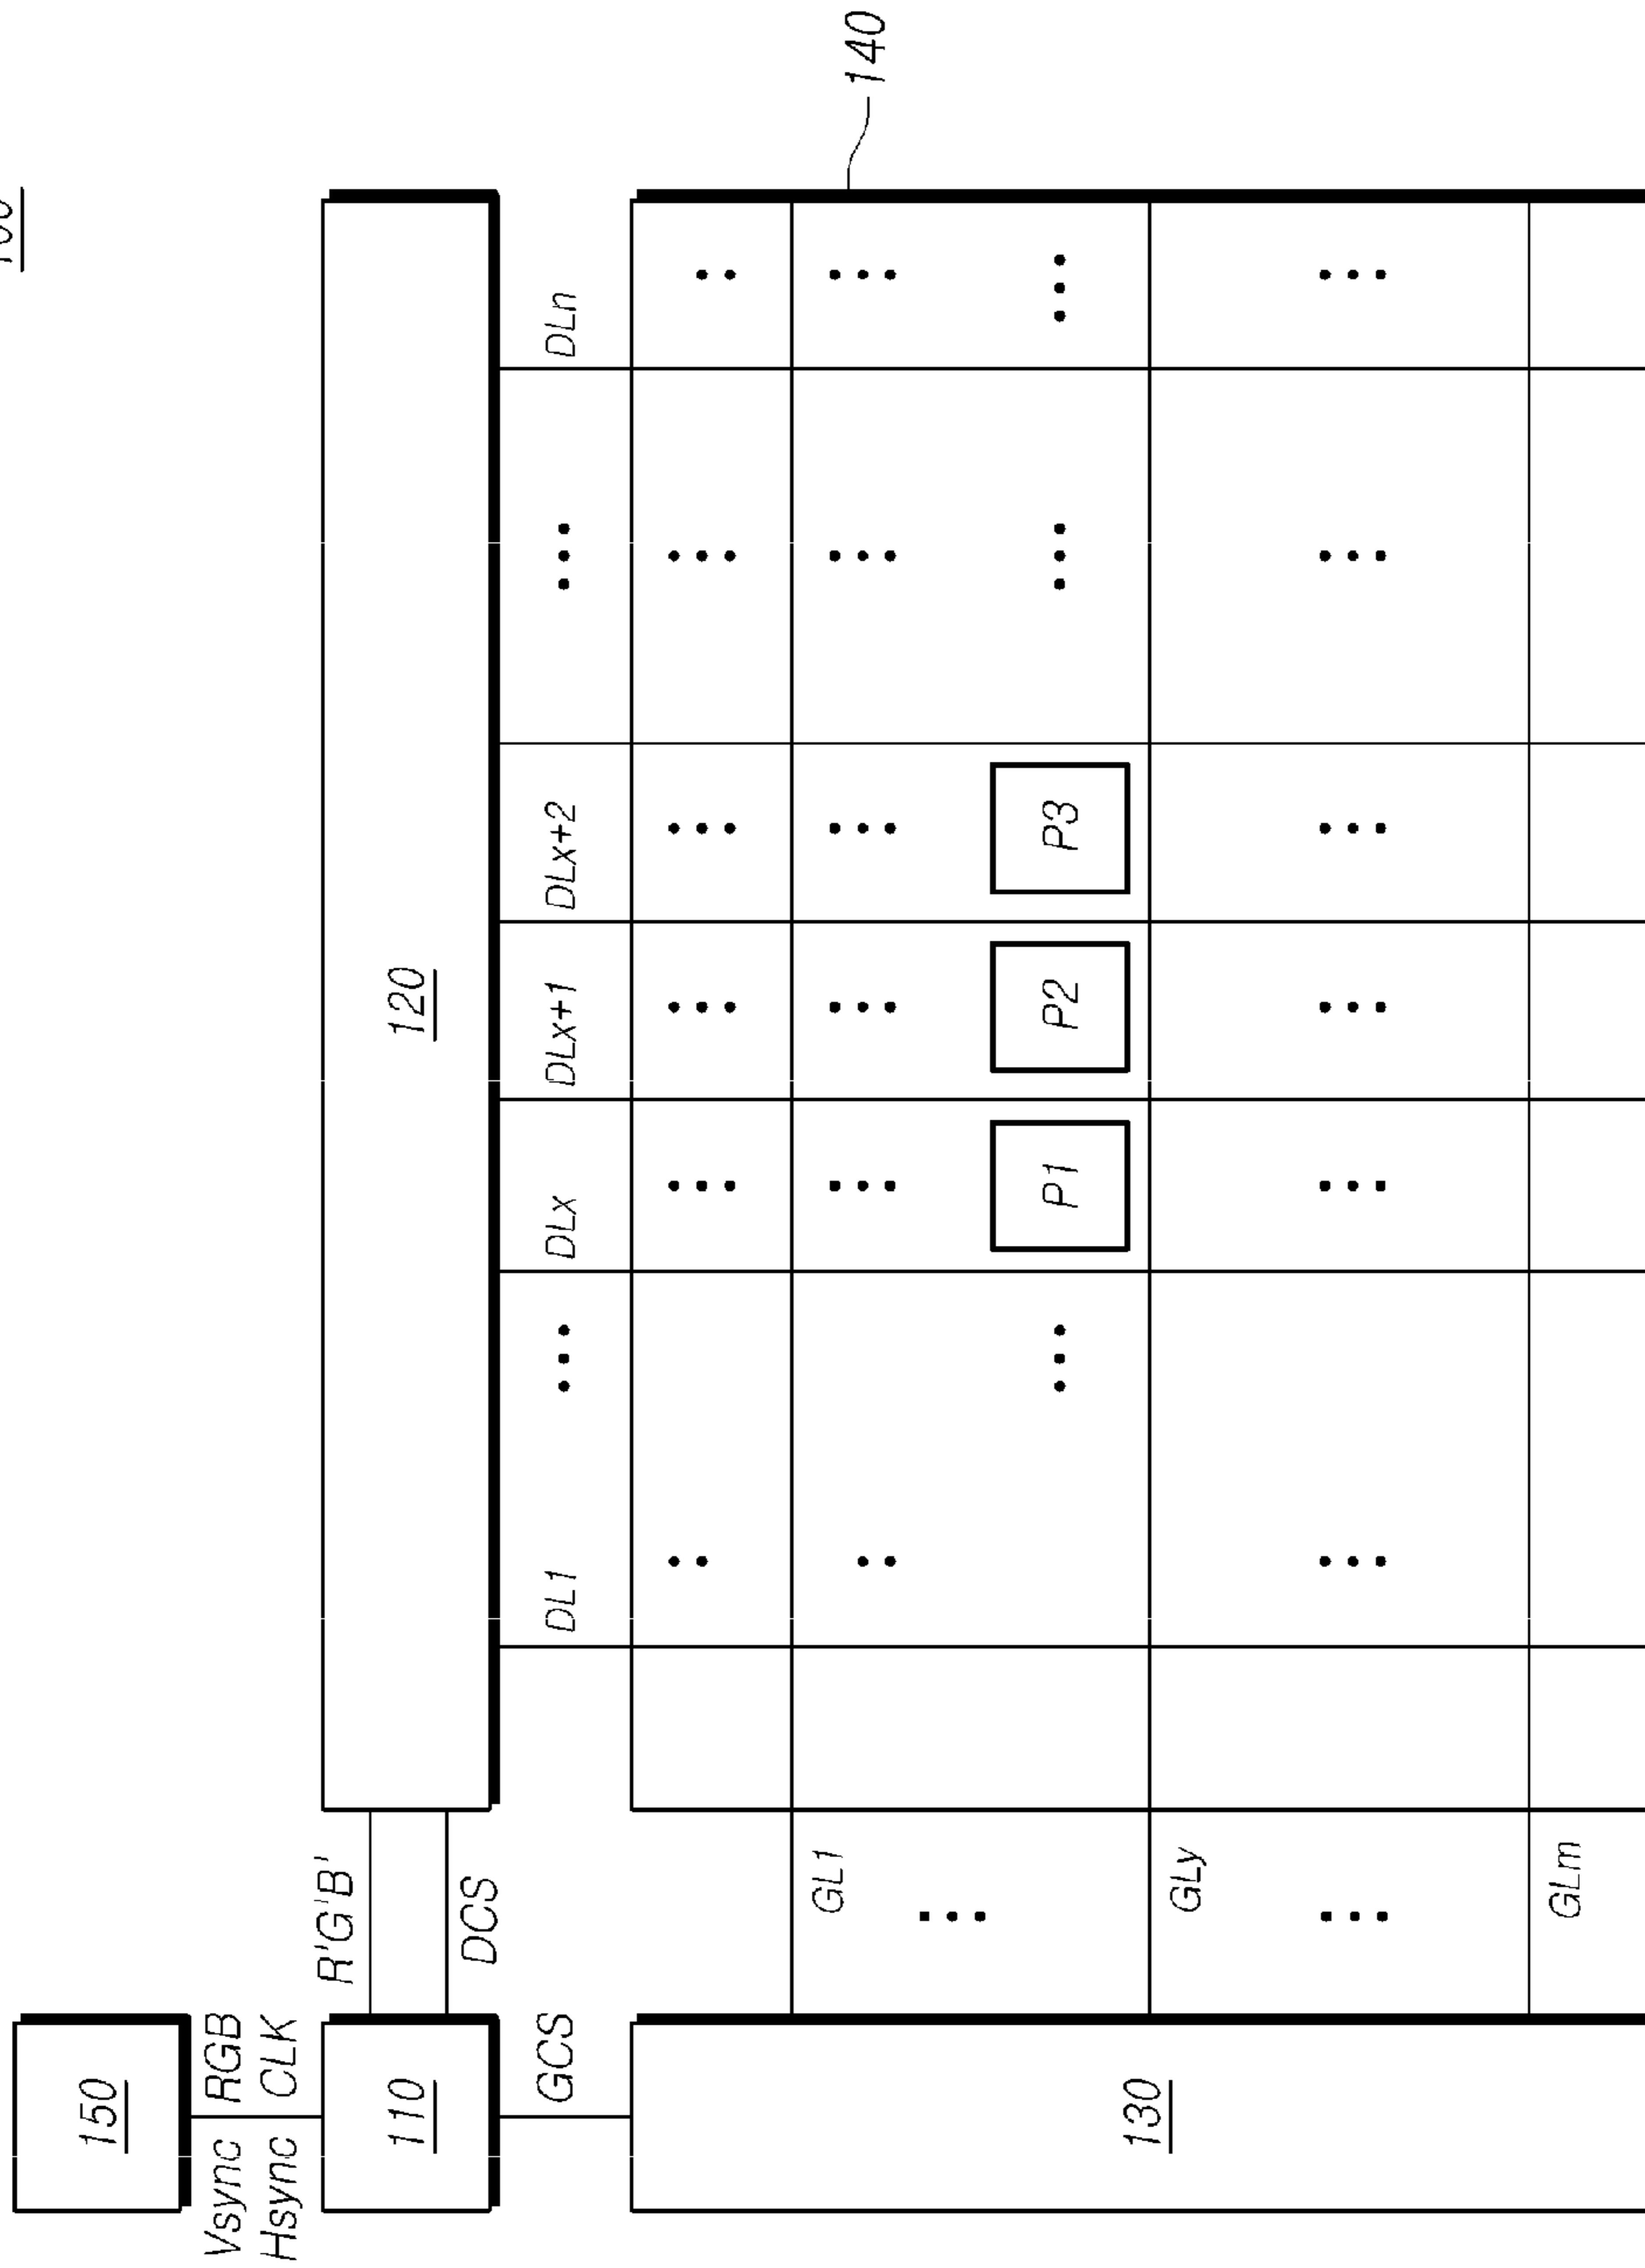 140
120
DL1
DLx
DLx+1
DLx+2
DLn
150
Vsync
RGB
Hsync
CLK
110
R'G'B'
DCS
GCS
130
GL1
GLy
GLm
P1
P2
P3